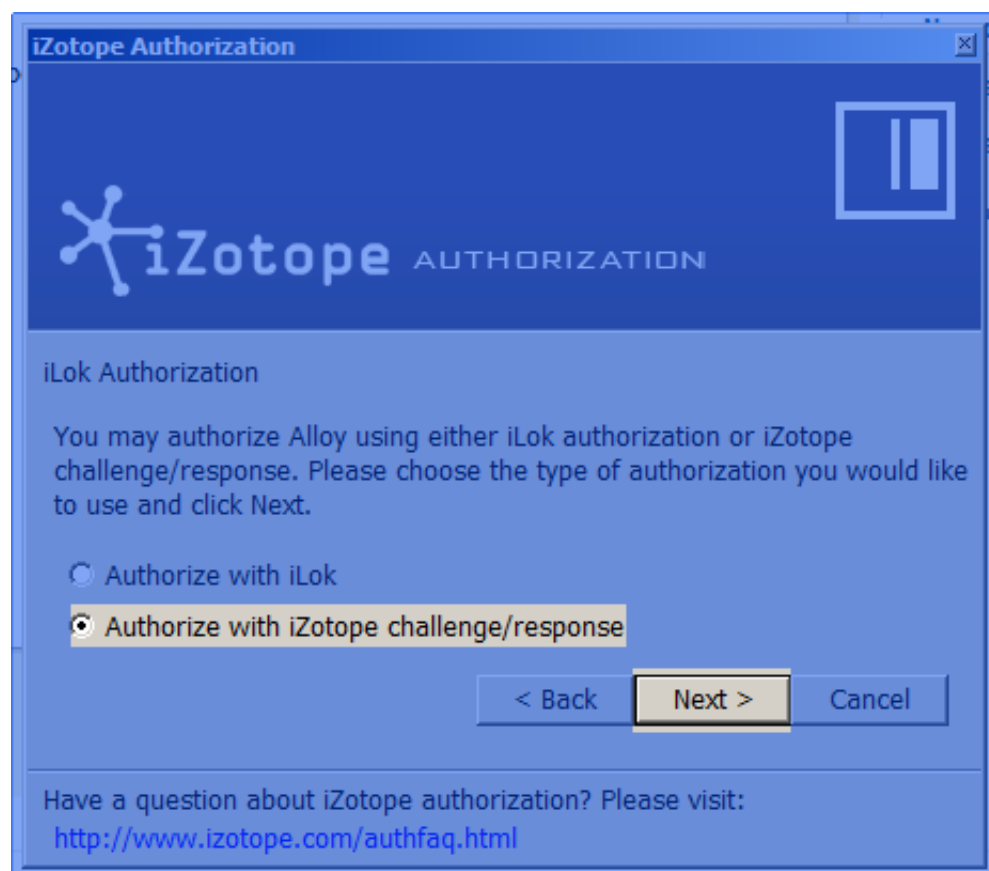 iZotope Authorization
iZotope AUTHORIZATION
iLok Authorization
You may authorize Alloy using either iLok authorization or iZotope
challenge/response. Please choose the type of authorization you would like
to use and click Next.
Authorize with iLok
Authorize with iZotope challenge/response
< Back Next > Cancel
Have a question about iZotope authorization? Please visit:
http://www.izotope.com/authfaq.html